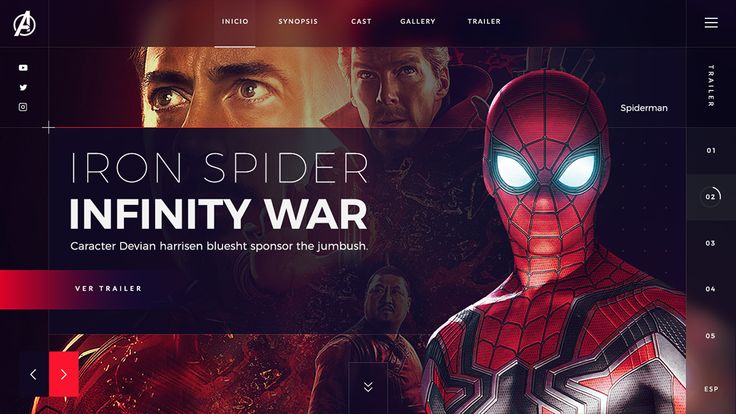 INICIO
SYNOPSIS
CAST
GALLERY
TRAILER
TRAILER
Spiderman
IRON SPIDER
INFINITY WAR
Caracter Devian harrisen bluesht sponsor the jumbush.
VER TRAILER
01
02
03
04
05
ESP